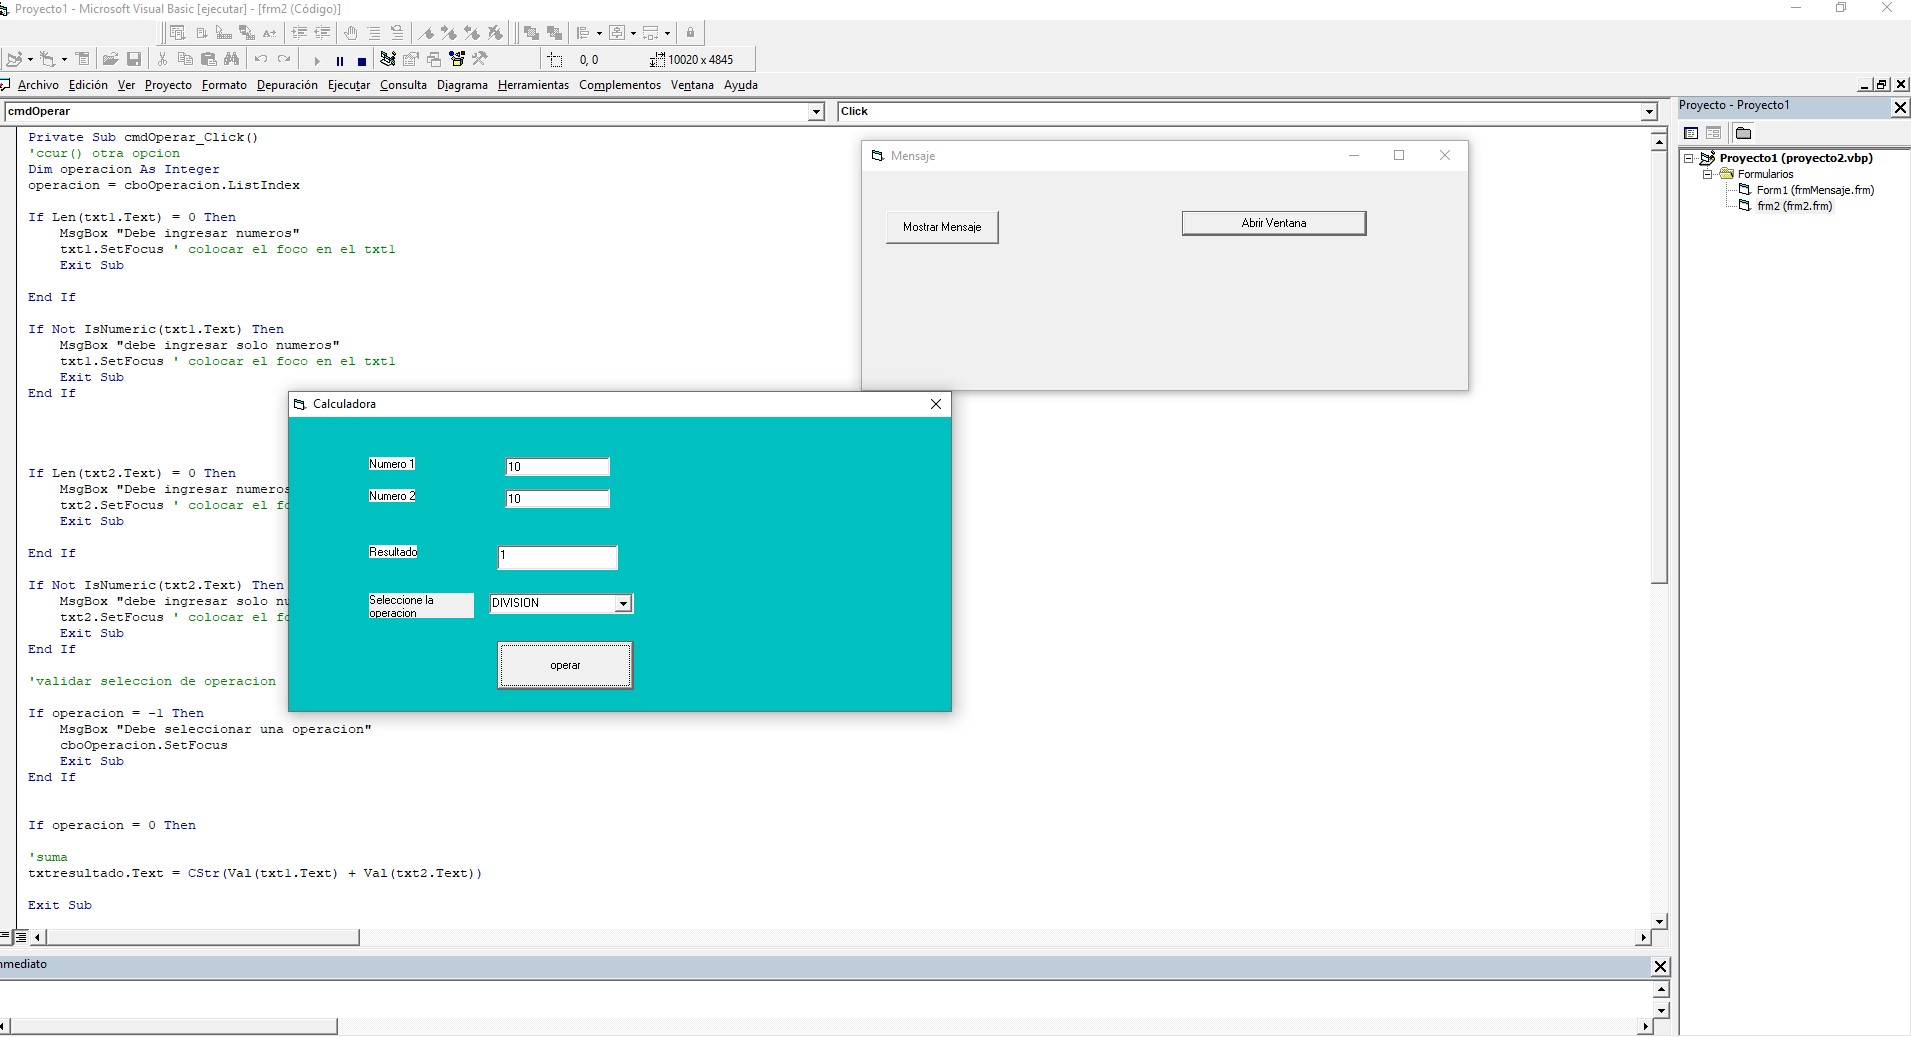 Proyecto1 - Microsoft Visual Basic [ejecutar] - [frm2 (Código)]
0, 0
10020 x 4845
Archivo Edición Ver Proyecto Formato Depuración Ejecutar Consulta Diagrama Herramientas Complementos Ventana Ayuda
cmdOperar
Click
Private Sub cmdOperar_Click()
'ccur() otra opcion
Dim operacion As Integer
operacion = cboOperacion.ListIndex
If Len(txt1.Text) = 0 Then
MsgBox "Debe ingresar numeros"
txt1.SetFocus ' colocar el foco en el txt1
Exit Sub
End If
If Not IsNumeric(txt1.Text) Then
MsgBox "debe ingresar solo numeros"
txt1.SetFocus ' colocar el foco en el txt1
Exit Sub
End If
If Len(txt2.Text) = 0 Then
MsgBox "Debe ingresar numeros
txt2.SetFocus ' colocar el fo
Exit Sub
End If
If Not IsNumeric(txt2.Text) Then
MsgBox "debe ingresar solo nu
txt2.SetFocus ' colocar el fo
Exit Sub
End If
'validar seleccion de operacion
If operacion = -1 Then
MsgBox "Debe seleccionar una operacion"
cboOperacion.SetFocus
Exit Sub
End If
If operacion = 0 Then
'suma
txtresultado.Text = CStr(Val(txt1.Text) + Val(txt2.Text))
Exit Sub
Mensaje
Mostrar Mensaje
Abrir Ventana
Calculadora
Numero 1
10
Numero 2
10
Resultado
1
Seleccione la
operacion
DIVISION
operar
Proyecto - Proyecto1
Proyecto1 (proyecto2.vbp)
Formularios
Form1 (frmMensaje.frm)
frm2 (frm2.frm)
nmediato